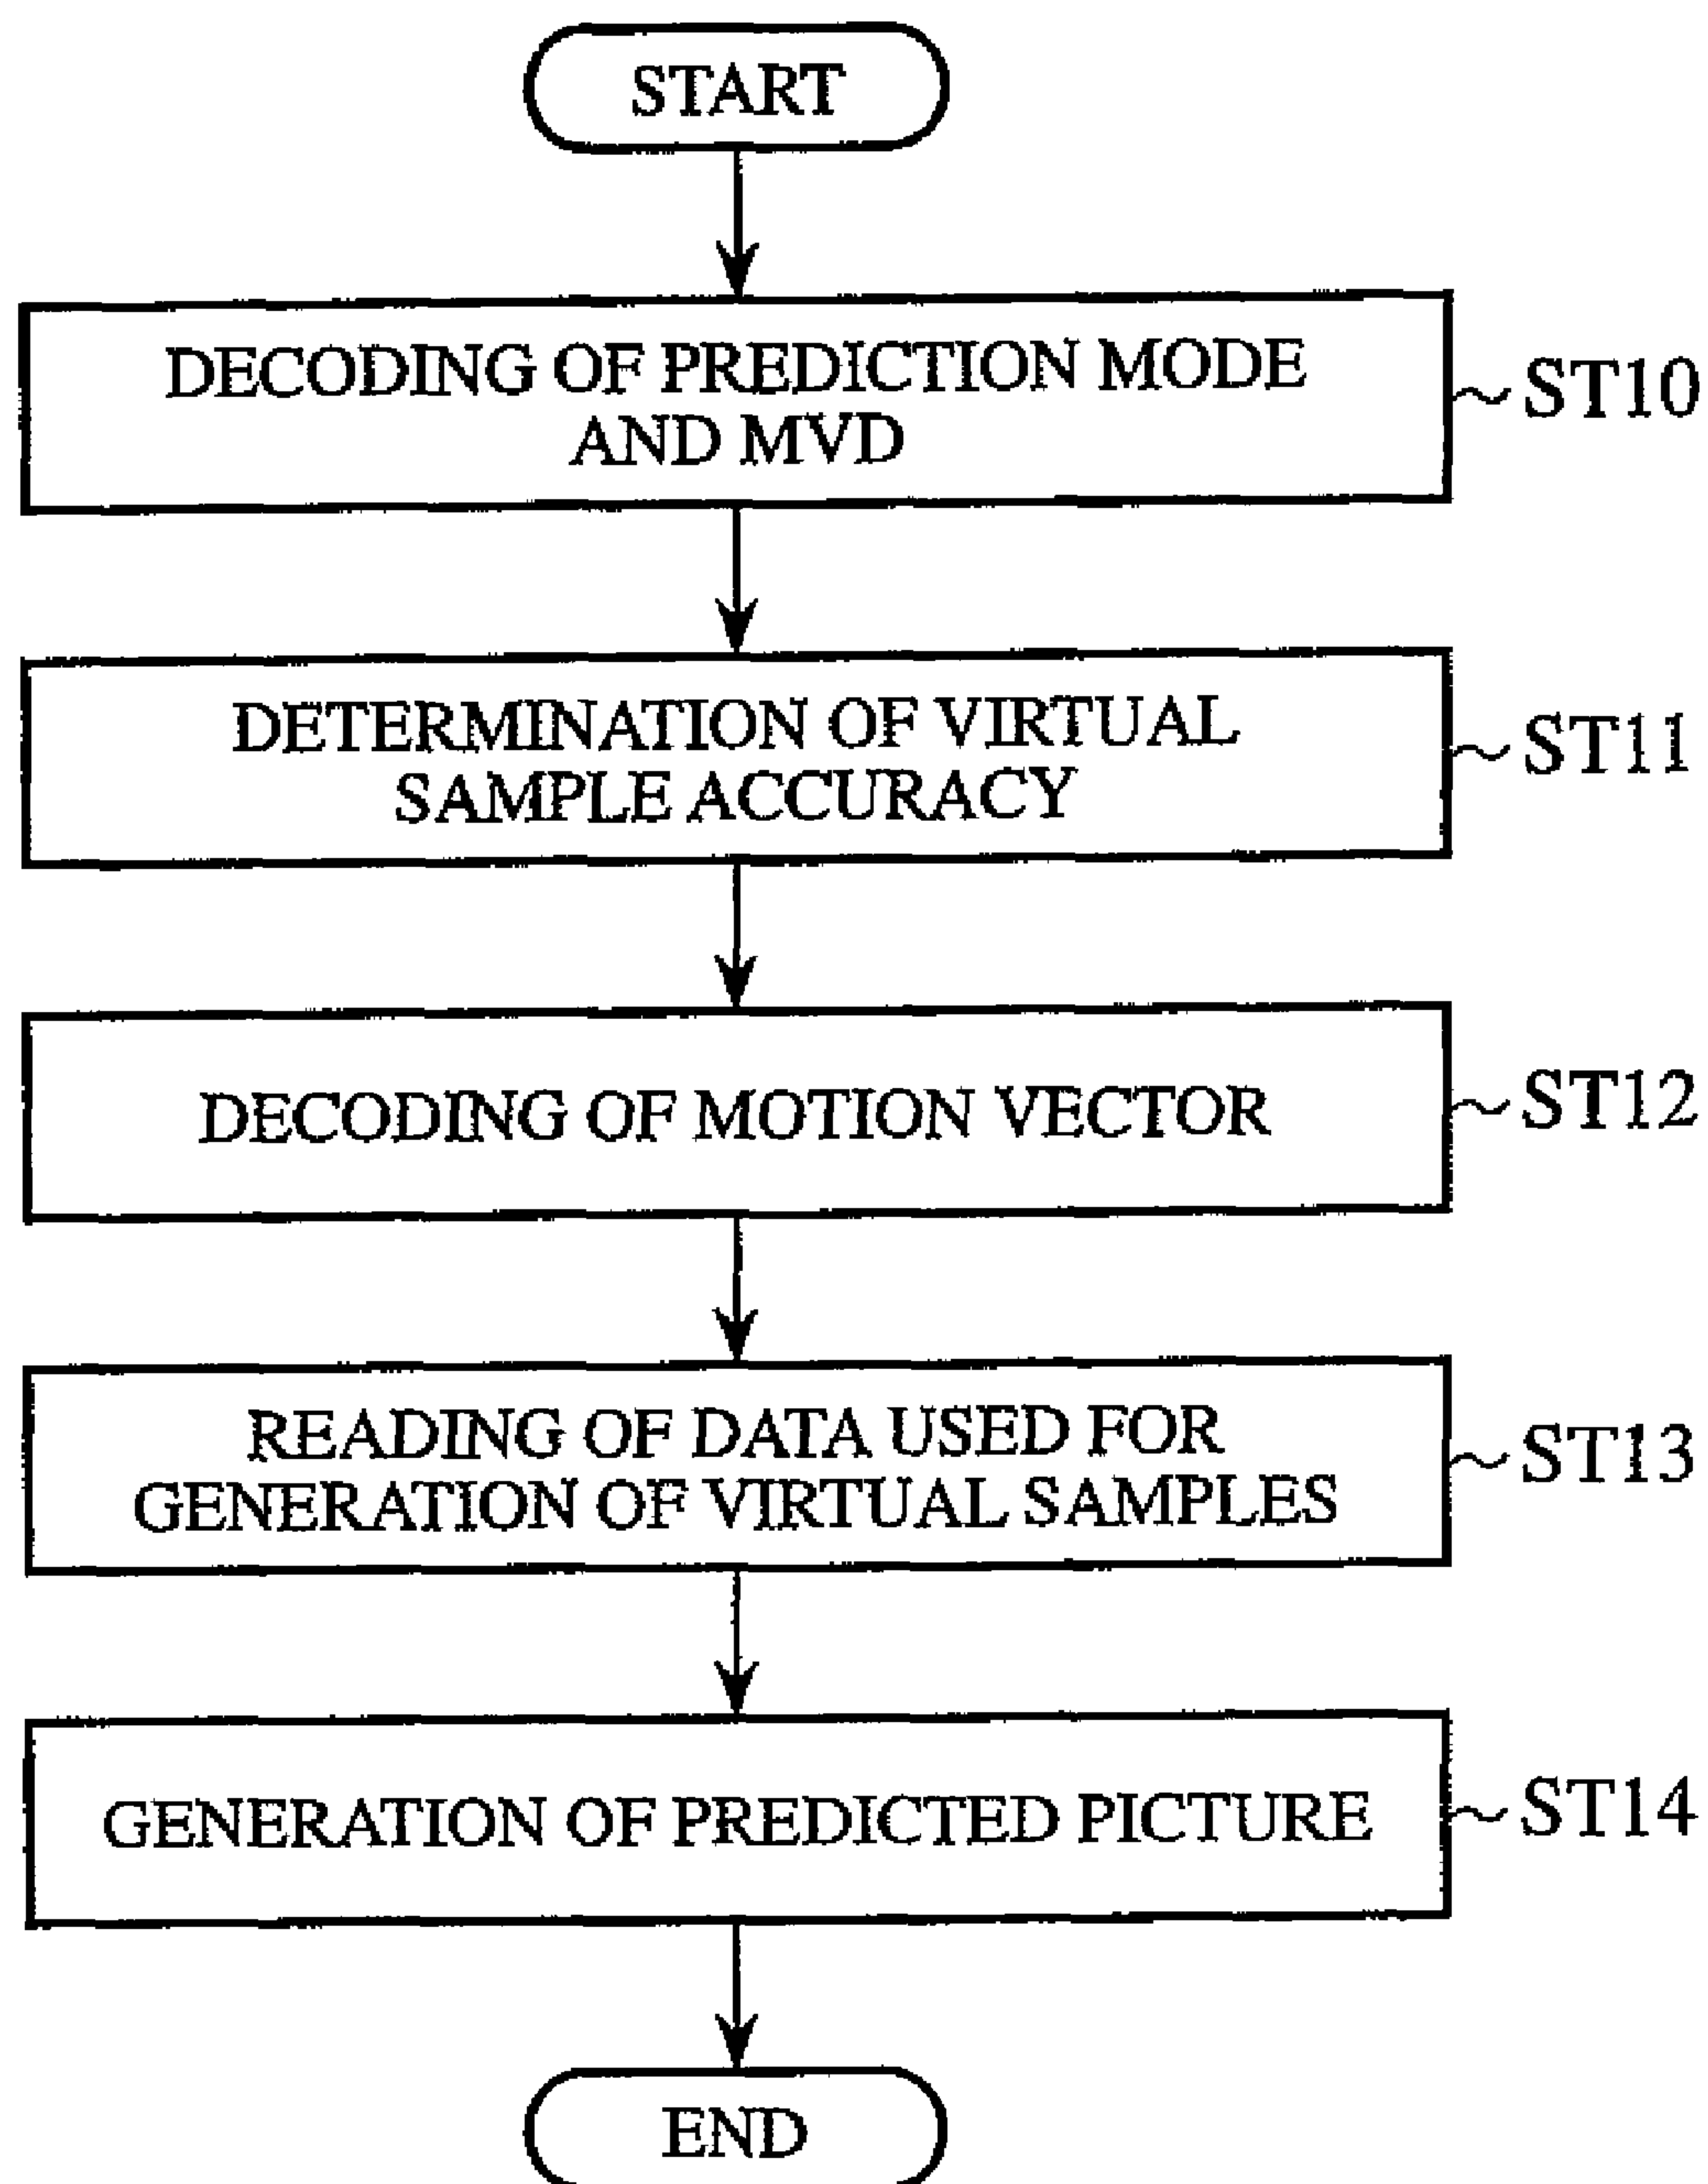 START
DECODING OF PREDICTION MODE
AND MVD
ST10
DETERMINATION OF VIRTUAL
SAMPLE ACCURACY
ST11
DECODING OF MOTION VECTOR
ST12
READING OF DATA USED FOR
GENERATION OF VIRTUAL SAMPLES
ST13
GENERATION OF PREDICTED PICTURE
ST14
END